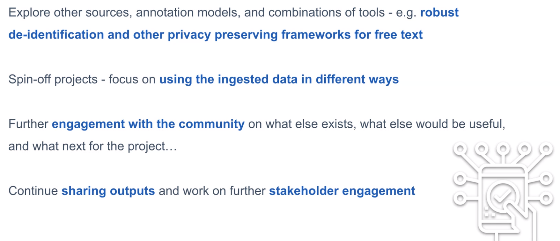 Explore other sources, annotation models, and combinations of tools - e.g. robust
de-identification and other privacy preserving frameworks for free text
Spin-off projects - focus on using the ingested data in different ways
Further engagement with the community on what else exists, what else would be useful,
and what next for the project…
Continue sharing outputs and work on further stakeholder engagement